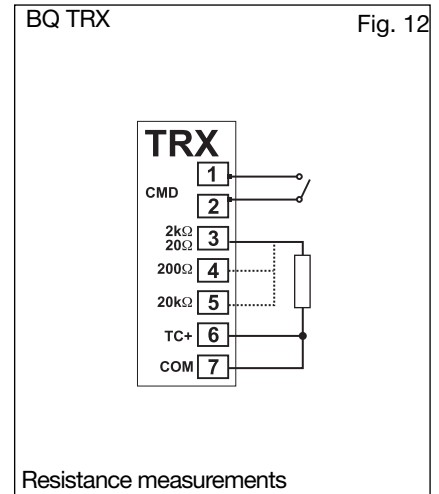 BQ TRX
Fig. 12
TRX
1
CMD
2
2kΩ
20Ω
3
200Ω
4
20kΩ
5
TC+
6
COM
7
Resistance measurements